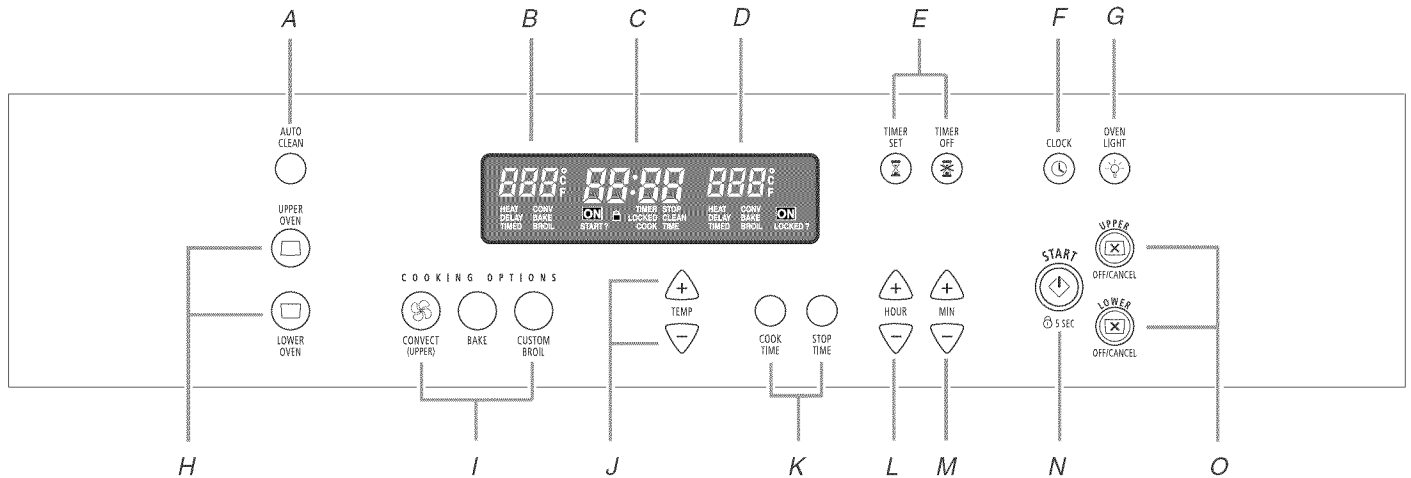 A B C D E F G
AUTO
CLEAN
TIMER
SET
TIMER
OFF
CLOCK
OVEN
LIGHT
888°CF 88:88 888°CF
HEAT CONV TIMER STOP HEAT CONV
DELAY BAKE ON LOCKED CLEAN DELAY BAKE ON
TIMED BROIL START? COOK TIME TIMED BROIL LOCKED?
UPPER
OVEN
LOWER
OVEN
COOKING OPTIONS
CONVECT
(UPPER)
BAKE
CUSTOM
BROIL
+
TEMP
−
COOK
TIME
STOP
TIME
+
HOUR
−
+
MIN
−
START
5 SEC
UPPER
OFF/CANCEL
LOWER
OFF/CANCEL
H I J K L M N O